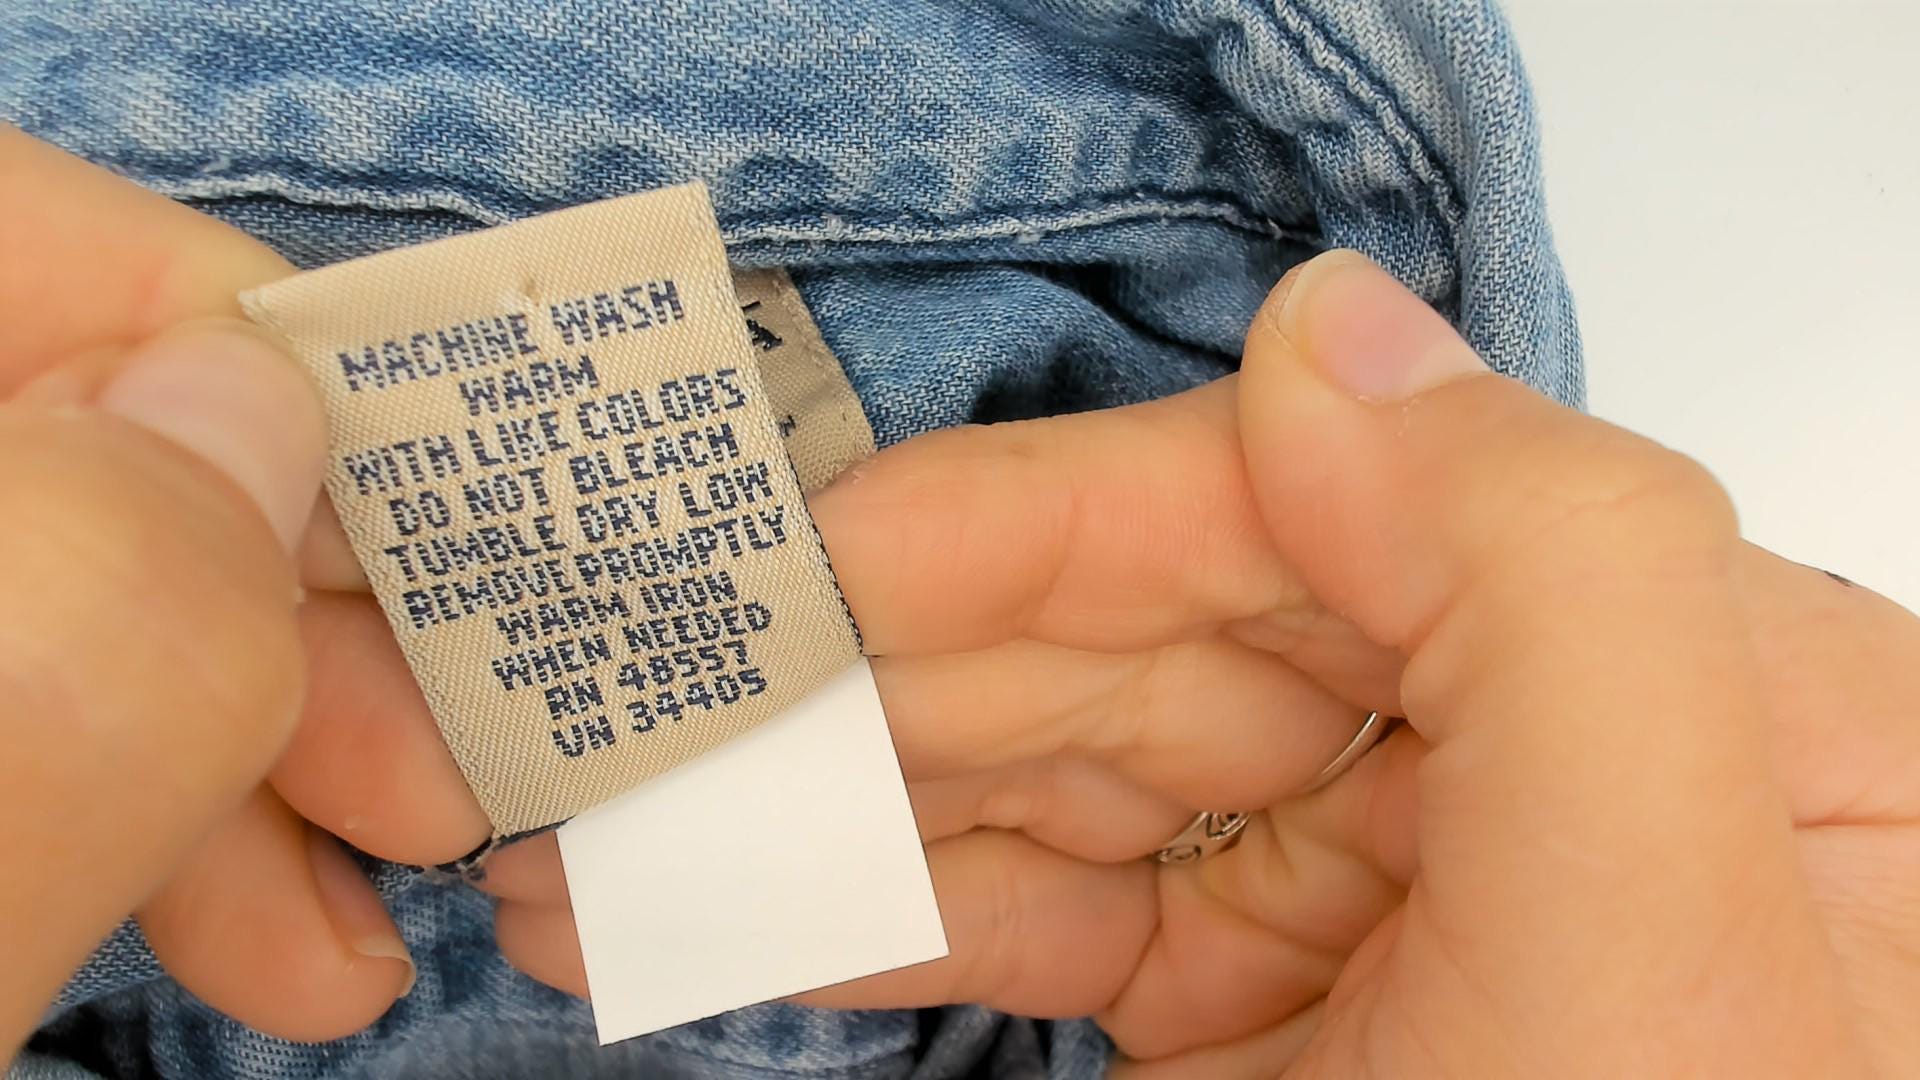 MACHINE WASH
WARM
WITH LIKE COLORS
DO NOT BLEACH
TUMBLE DRY LOW
REMOVE PROMPTLY
WARM IRON
WHEN NEEDED
RN 48557
VN 34405